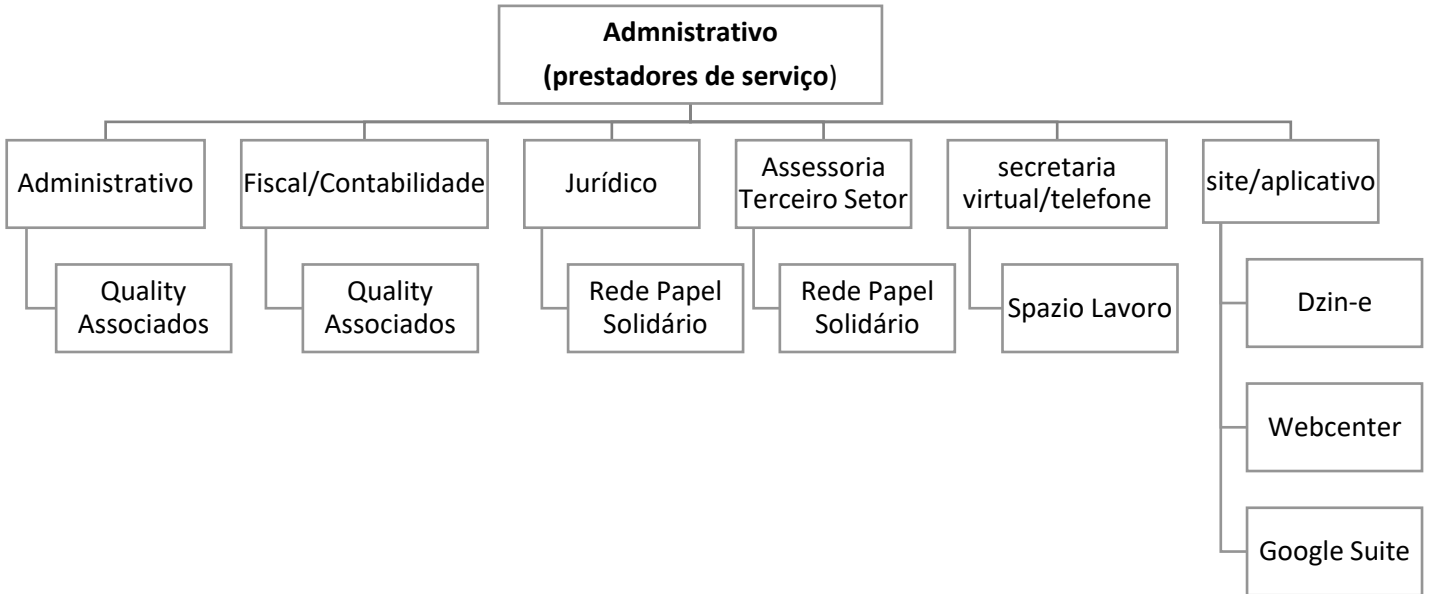 Admnistrativo
(prestadores de serviço)
Administrativo
Fiscal/Contabilidade
Jurídico
Assessoria
Terceiro Setor
secretaria
virtual/telefone
site/aplicativo
Quality
Associados
Quality
Associados
Rede Papel
Solidário
Rede Papel
Solidário
Spazio Lavoro
Dzin-e
Webcenter
Google Suite